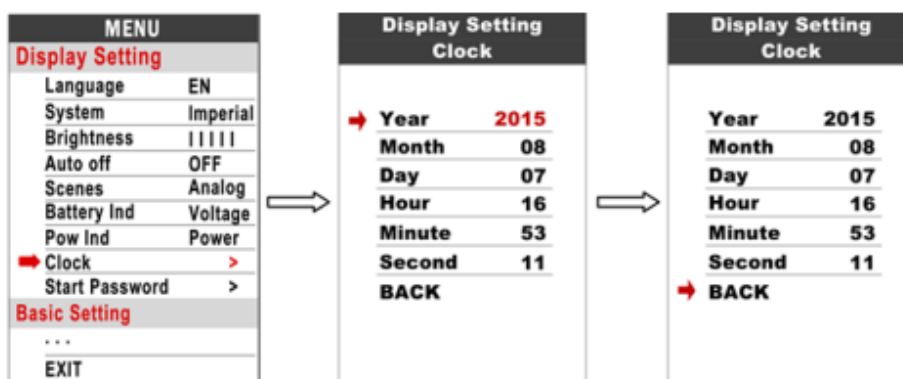 MENU
Display Setting
Language EN
System Imperial
Brightness | | | | |
Auto off OFF
Scenes Analog
Battery Ind Voltage
Pow Ind Power
Clock >
Start Password >
Basic Setting
. . .
EXIT
Display Setting
Clock
Year 2015
Month 08
Day 07
Hour 16
Minute 53
Second 11
BACK
Display Setting
Clock
Year 2015
Month 08
Day 07
Hour 16
Minute 53
Second 11
BACK